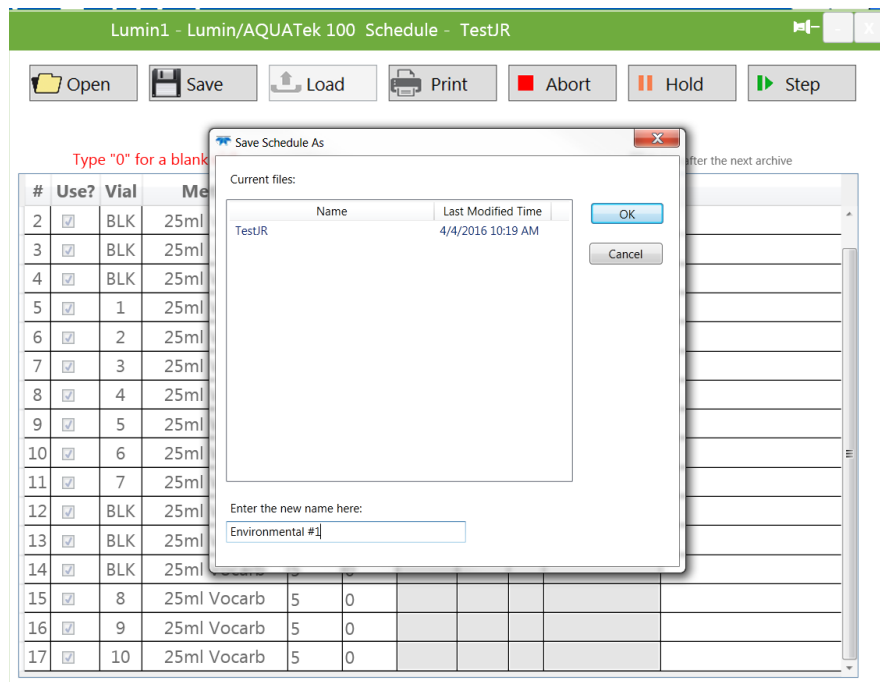 Lumin1 - Lumin/AQUATek 100 Schedule - TestJR
Open Save Load Print Abort Hold Step
Save Schedule As
Type "0" for a blank after the next archive
Current files:
# Use? Vial Me
Name Last Modified Time OK
2 BLK 25ml TestJR 4/4/2016 10:19 AM
3 BLK 25ml Cancel
4 BLK 25ml
5 1 25ml
6 2 25ml
7 3 25ml
8 4 25ml
9 5 25ml
10 6 25ml
11 7 25ml
12 BLK 25ml Enter the new name here:
13 BLK 25ml Environmental #1
14 BLK 25ml Vocarb 5 0
15 8 25ml Vocarb 5 0
16 9 25ml Vocarb 5 0
17 10 25ml Vocarb 5 0